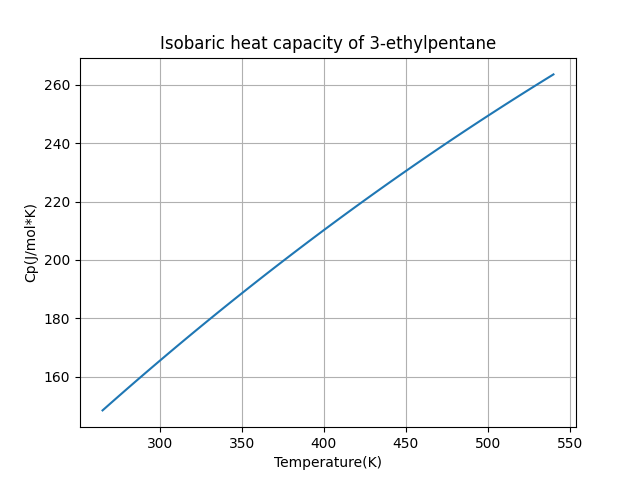 Isobaric heat capacity of 3-ethylpentane
Cp(J/mol*K)
260
240
220
200
180
160
300 350 400 450 500 550
Temperature(K)